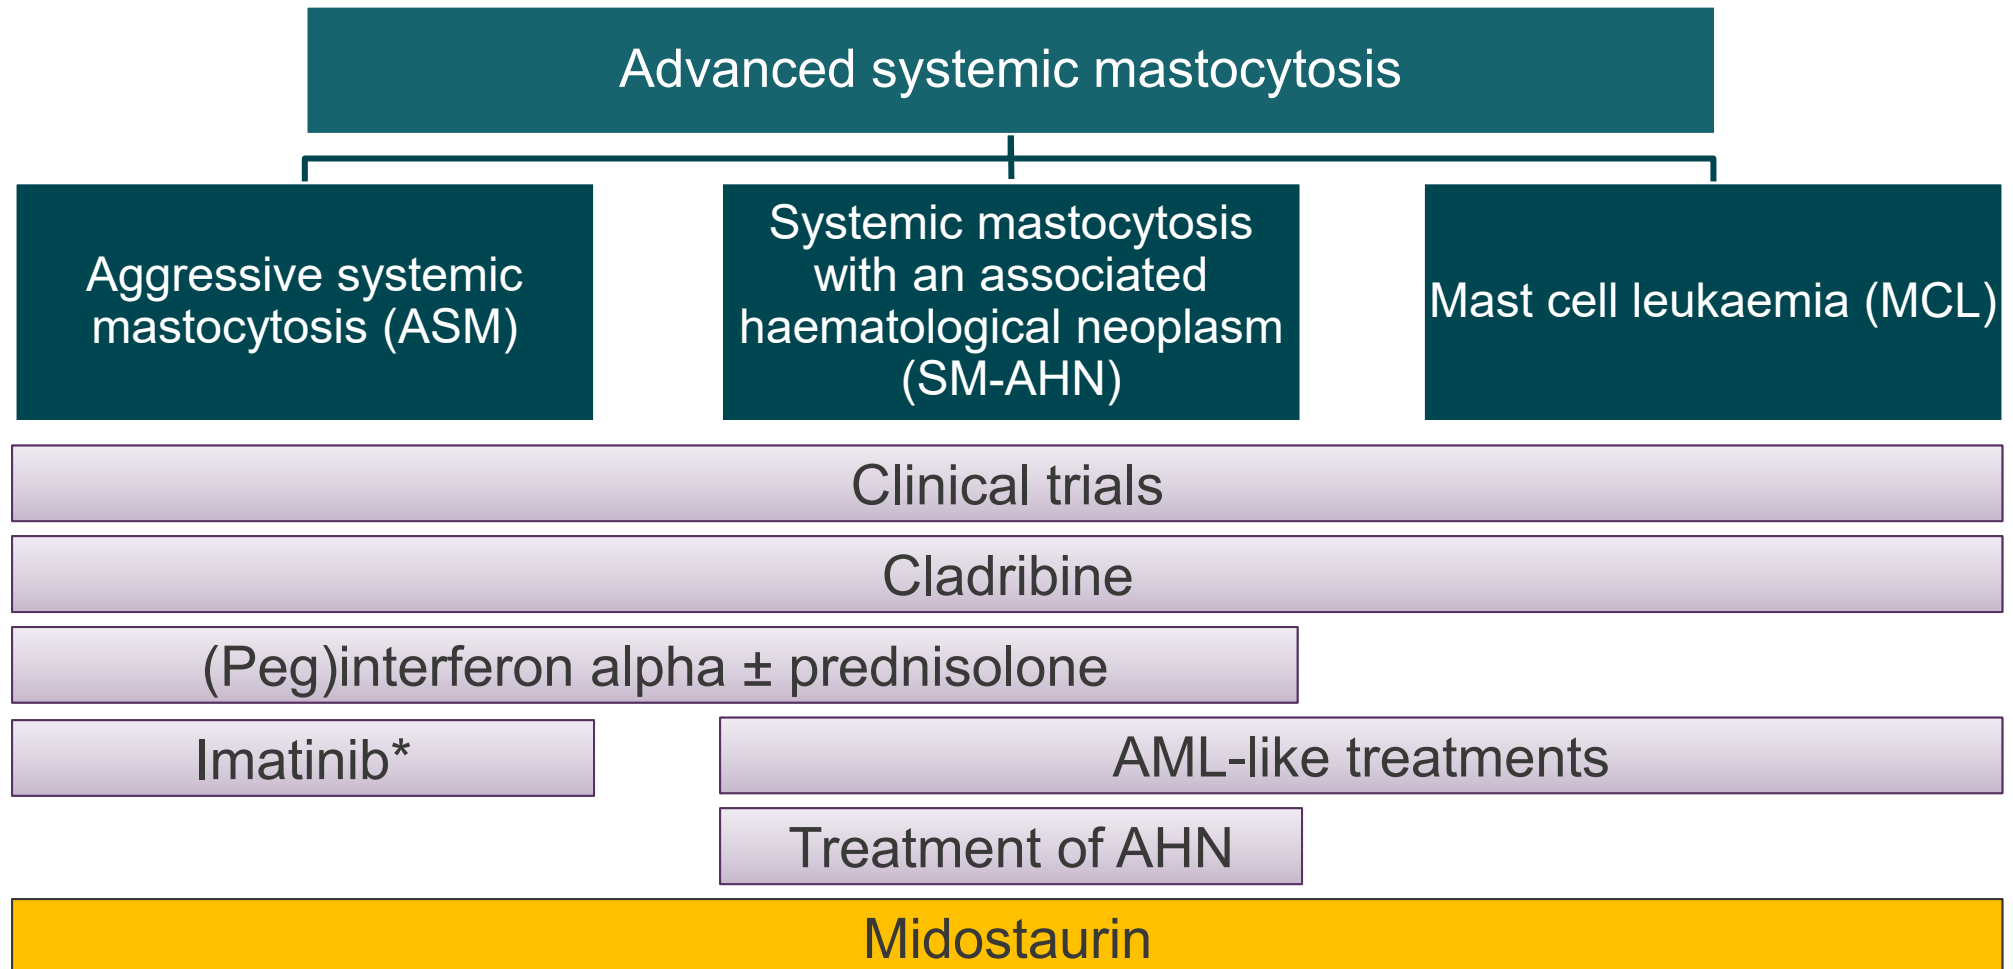 Advanced systemic mastocytosis
Aggressive systemic
mastocytosis (ASM)
Systemic mastocytosis
with an associated
haematological neoplasm
(SM-AHN)
Mast cell leukaemia (MCL)
Clinical trials
Cladribine
(Peg)interferon alpha ± prednisolone
Imatinib*
AML-like treatments
Treatment of AHN
Midostaurin